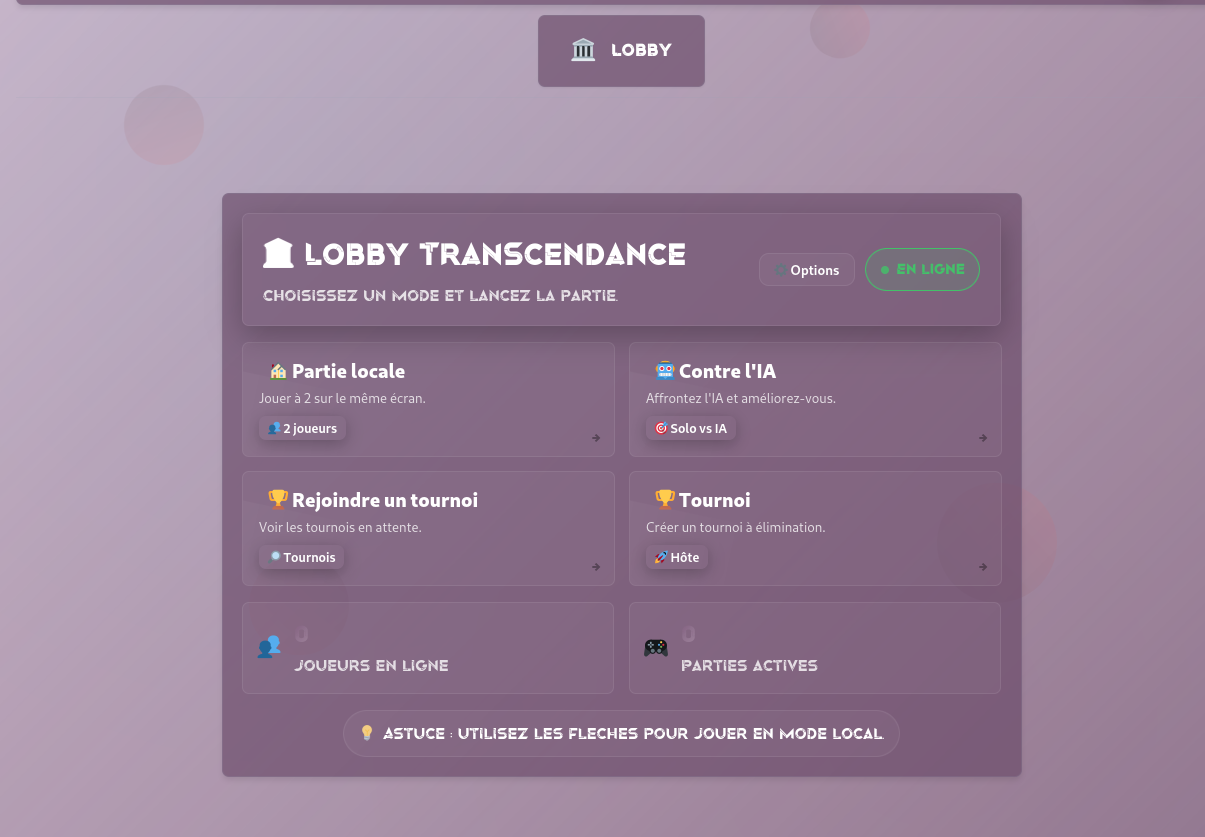 LOBBY
LOBBY TRANSCENDANCE
CHOISISSEZ UN MODE ET LANCEZ LA PARTIE.
Options
EN LIGNE
Partie locale
Jouer à 2 sur le même écran.
2 joueurs
Contre l'IA
Affrontez l'IA et améliorez-vous.
Solo vs IA
Rejoindre un tournoi
Voir les tournois en attente.
Tournois
Tournoi
Créer un tournoi à élimination.
Hôte
0
JOUEURS EN LIGNE
0
PARTIES ACTIVES
ASTUCE : UTILISEZ LES FLECHES POUR JOUER EN MODE LOCAL.